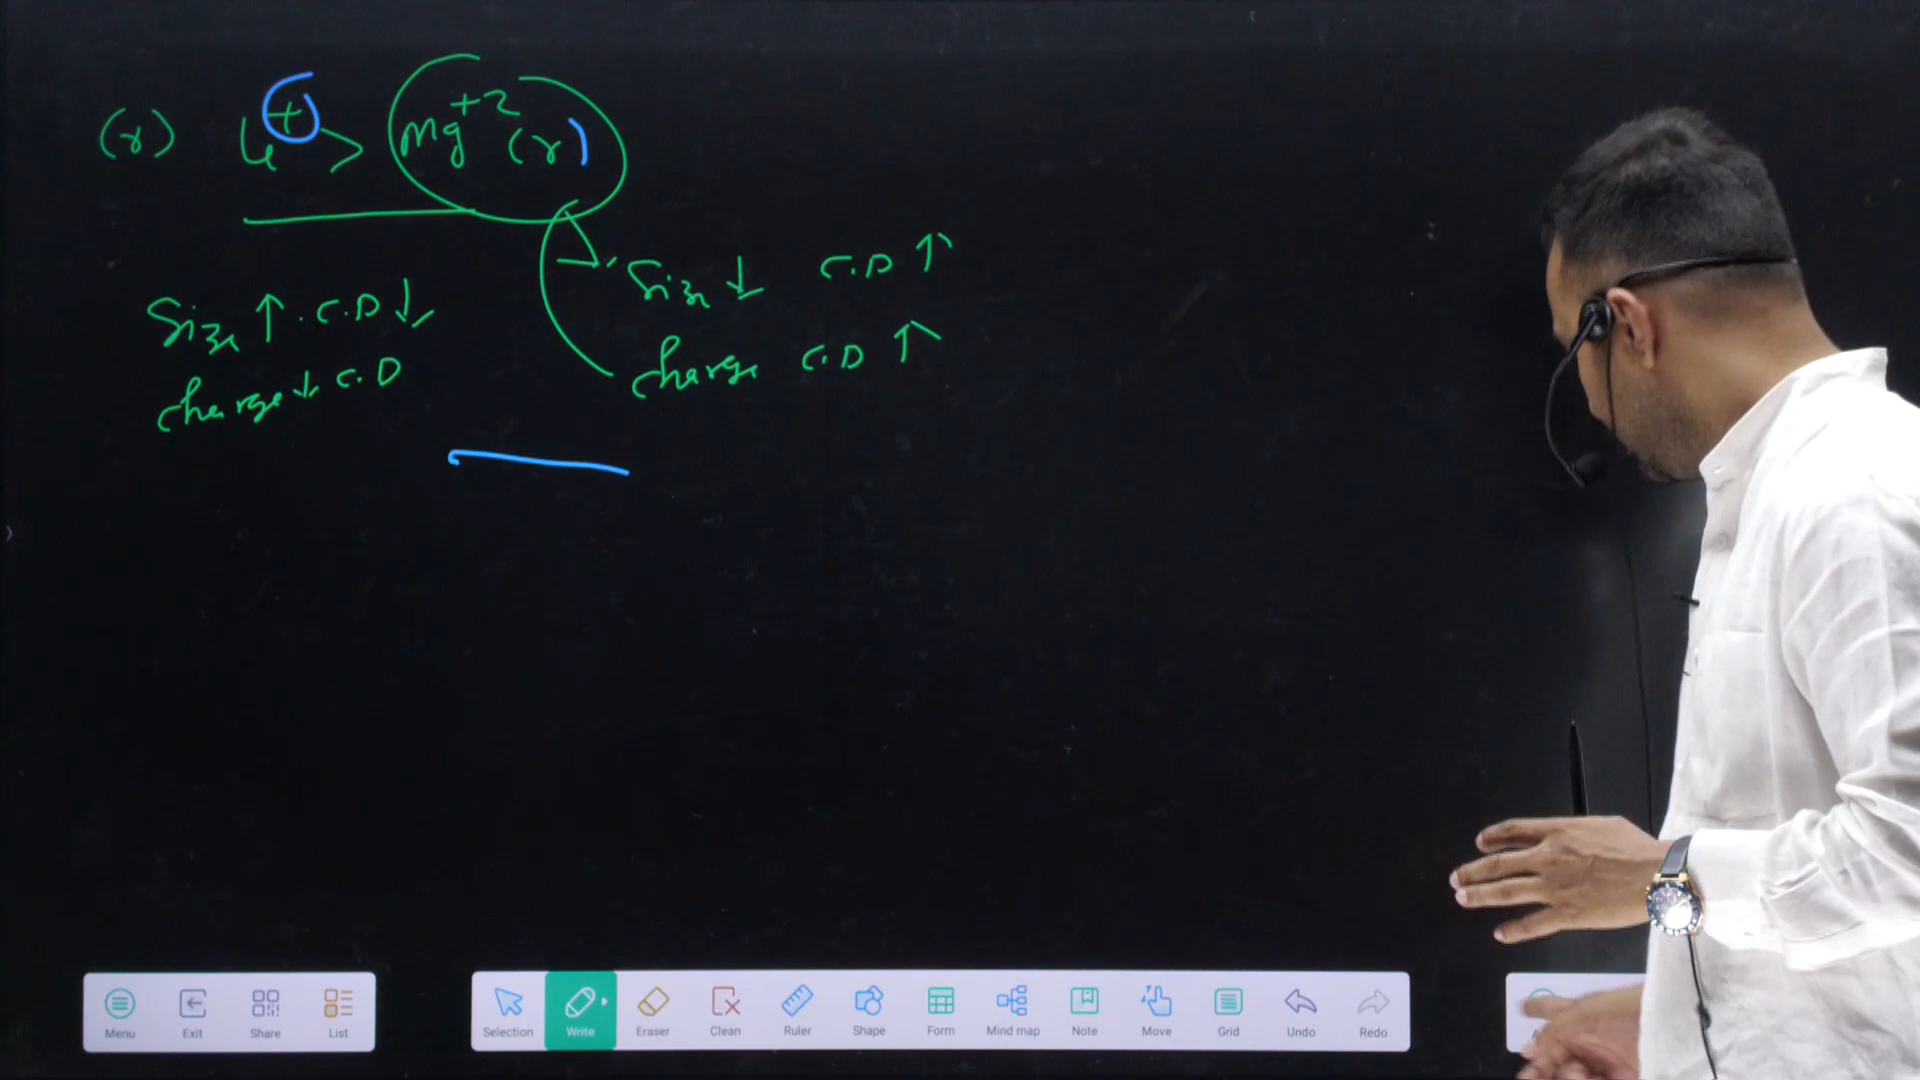 (r) Li+ > Mg+2 (r)
Size ↑ . C.D ↓
Charge ↓ C.D
Size ↓ C.D ↑
Charge C.D ↑
Menu Exit Share List
Selection Write Eraser Clean Ruler Shape Form Mind map Note Move Grid Undo Redo